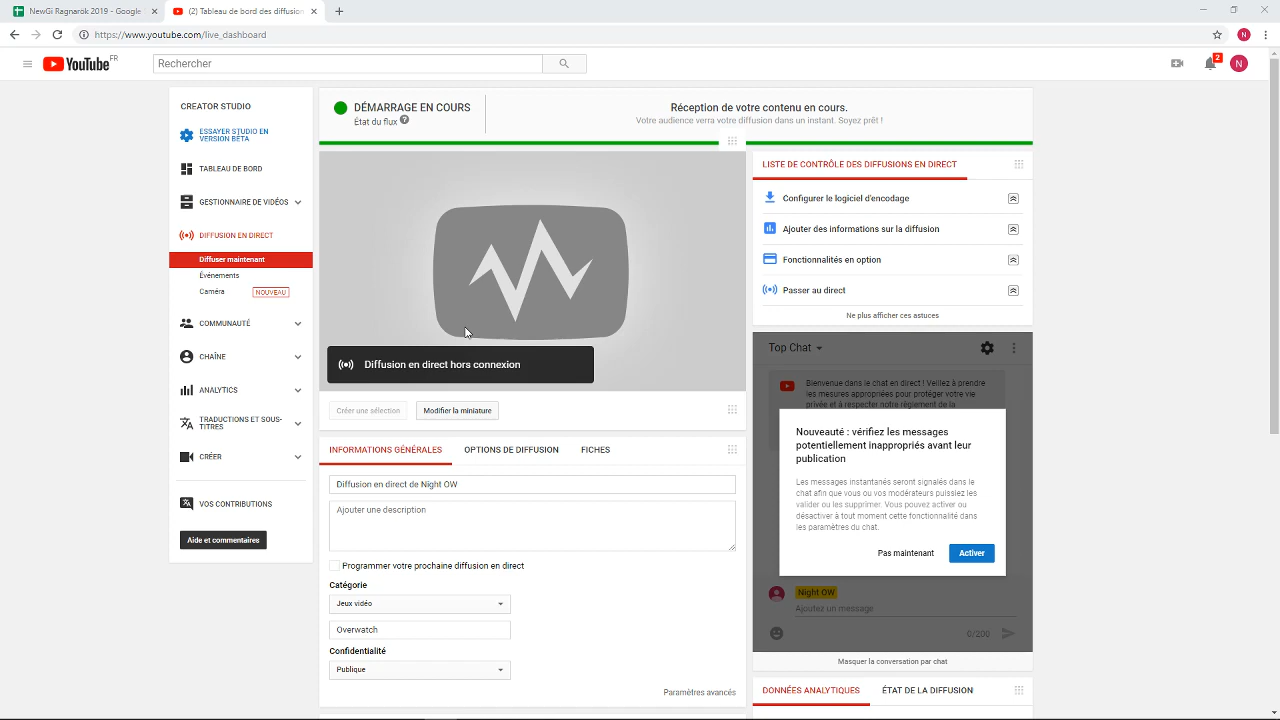 NewGi Ragnarök 2019 - Google
(2) Tableau de bord des diffusion
https://www.youtube.com/live_dashboard
N
YouTube FR
Rechercher
2
N
CREATOR STUDIO
ESSAYER STUDIO EN
VERSION BÊTA
TABLEAU DE BORD
GESTIONNAIRE DE VIDÉOS
DIFFUSION EN DIRECT
Diffuser maintenant
Événements
Caméra NOUVEAU
COMMUNAUTÉ
CHAÎNE
ANALYTICS
TRADUCTIONS ET SOUS-
TITRES
CRÉER
VOS CONTRIBUTIONS
Aide et commentaires
DÉMARRAGE EN COURS
État du flux ?
Réception de votre contenu en cours.
Votre audience verra votre diffusion dans un instant. Soyez prêt !
Diffusion en direct hors connexion
Créer une sélection
Modifier la miniature
INFORMATIONS GÉNÉRALES
OPTIONS DE DIFFUSION
FICHES
Diffusion en direct de Night OW
Ajouter une description
Programmer votre prochaine diffusion en direct
Catégorie
Jeux vidéo
Overwatch
Confidentialité
Publique
Paramètres avancés
LISTE DE CONTRÔLE DES DIFFUSIONS EN DIRECT
Configurer le logiciel d'encodage
Ajouter des informations sur la diffusion
Fonctionnalités en option
Passer au direct
Ne plus afficher ces astuces
Top Chat
Bienvenue dans le chat en direct ! Veillez à prendre
les mesures appropriées pour protéger votre vie
privée et à respecter notre règlement de la
Nouveauté : vérifiez les messages
potentiellement inappropriés avant leur
publication
Les messages instantanés seront signalés dans le
chat afin que vous ou vos modérateurs puissiez les
valider ou les supprimer. Vous pouvez activer ou
désactiver à tout moment cette fonctionnalité dans
les paramètres du chat.
Pas maintenant
Activer
Night OW
Ajoutez un message
0/200
Masquer la conversation par chat
DONNÉES ANALYTIQUES
ÉTAT DE LA DIFFUSION